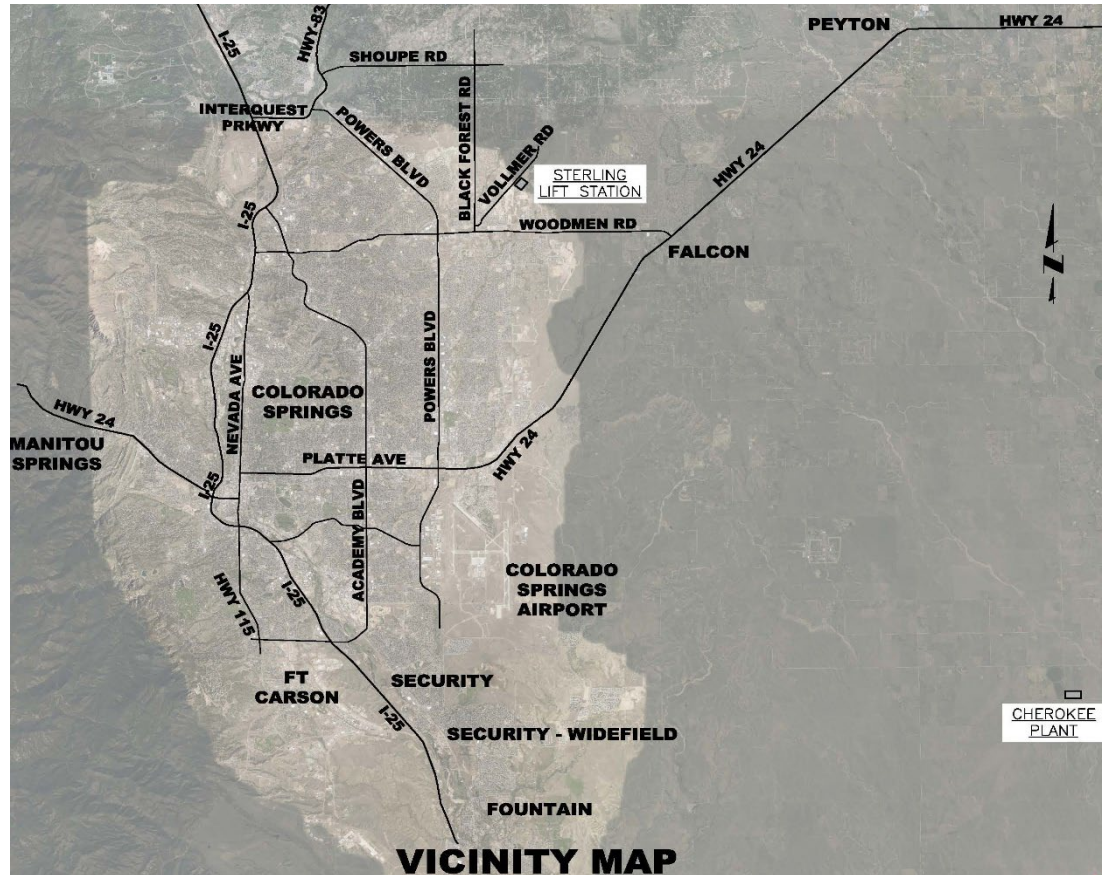 PEYTON
HWY 24
I-25
HWY-83
SHOUPE RD
INTERQUEST
PRKWY
POWERS BLVD
BLACK FOREST RD
VOLLMER RD
STERLING
LIFT STATION
HWY 24
I-25
WOODMEN RD
FALCON
N
I-25
NEVADA AVE
COLORADO
SPRINGS
POWERS BLVD
HWY 24
MANITOU
SPRINGS
PLATTE AVE
HWY 24
I-25
ACADEMY BLVD
COLORADO
SPRINGS
AIRPORT
HWY 115
I-25
FT
CARSON
SECURITY
I-25
CHEROKEE
PLANT
SECURITY - WIDEFIELD
FOUNTAIN
VICINITY MAP